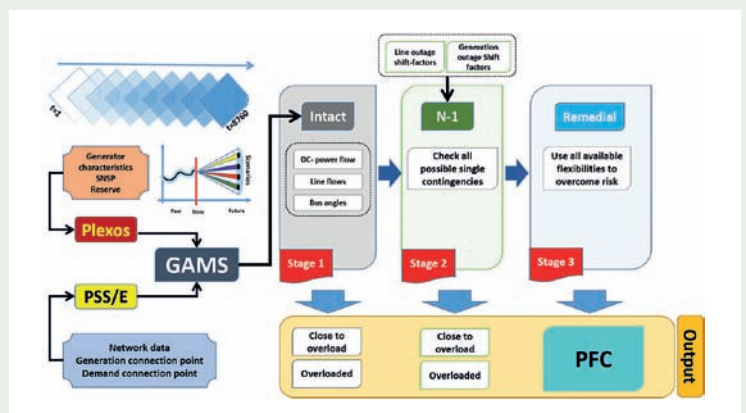 t=1
t=8760
Generator
characteristics
SNSP
Reserve
Scenarios
Past
Now
Future
Plexos
GAMS
PSS/E
Network data
Generation connection point
Demand connection point
Line outage
shift-factors
Generation
outage Shift
factors
Intact
DC- power flow
Line flows
Bus angles
Stage 1
N-1
Check all
possible single
contingencies
Stage 2
Remedial
Use all available
flexibilities to
overcome risk
Stage 3
Close to
overload
Overloaded
Close to
overload
Overloaded
PFC
Output